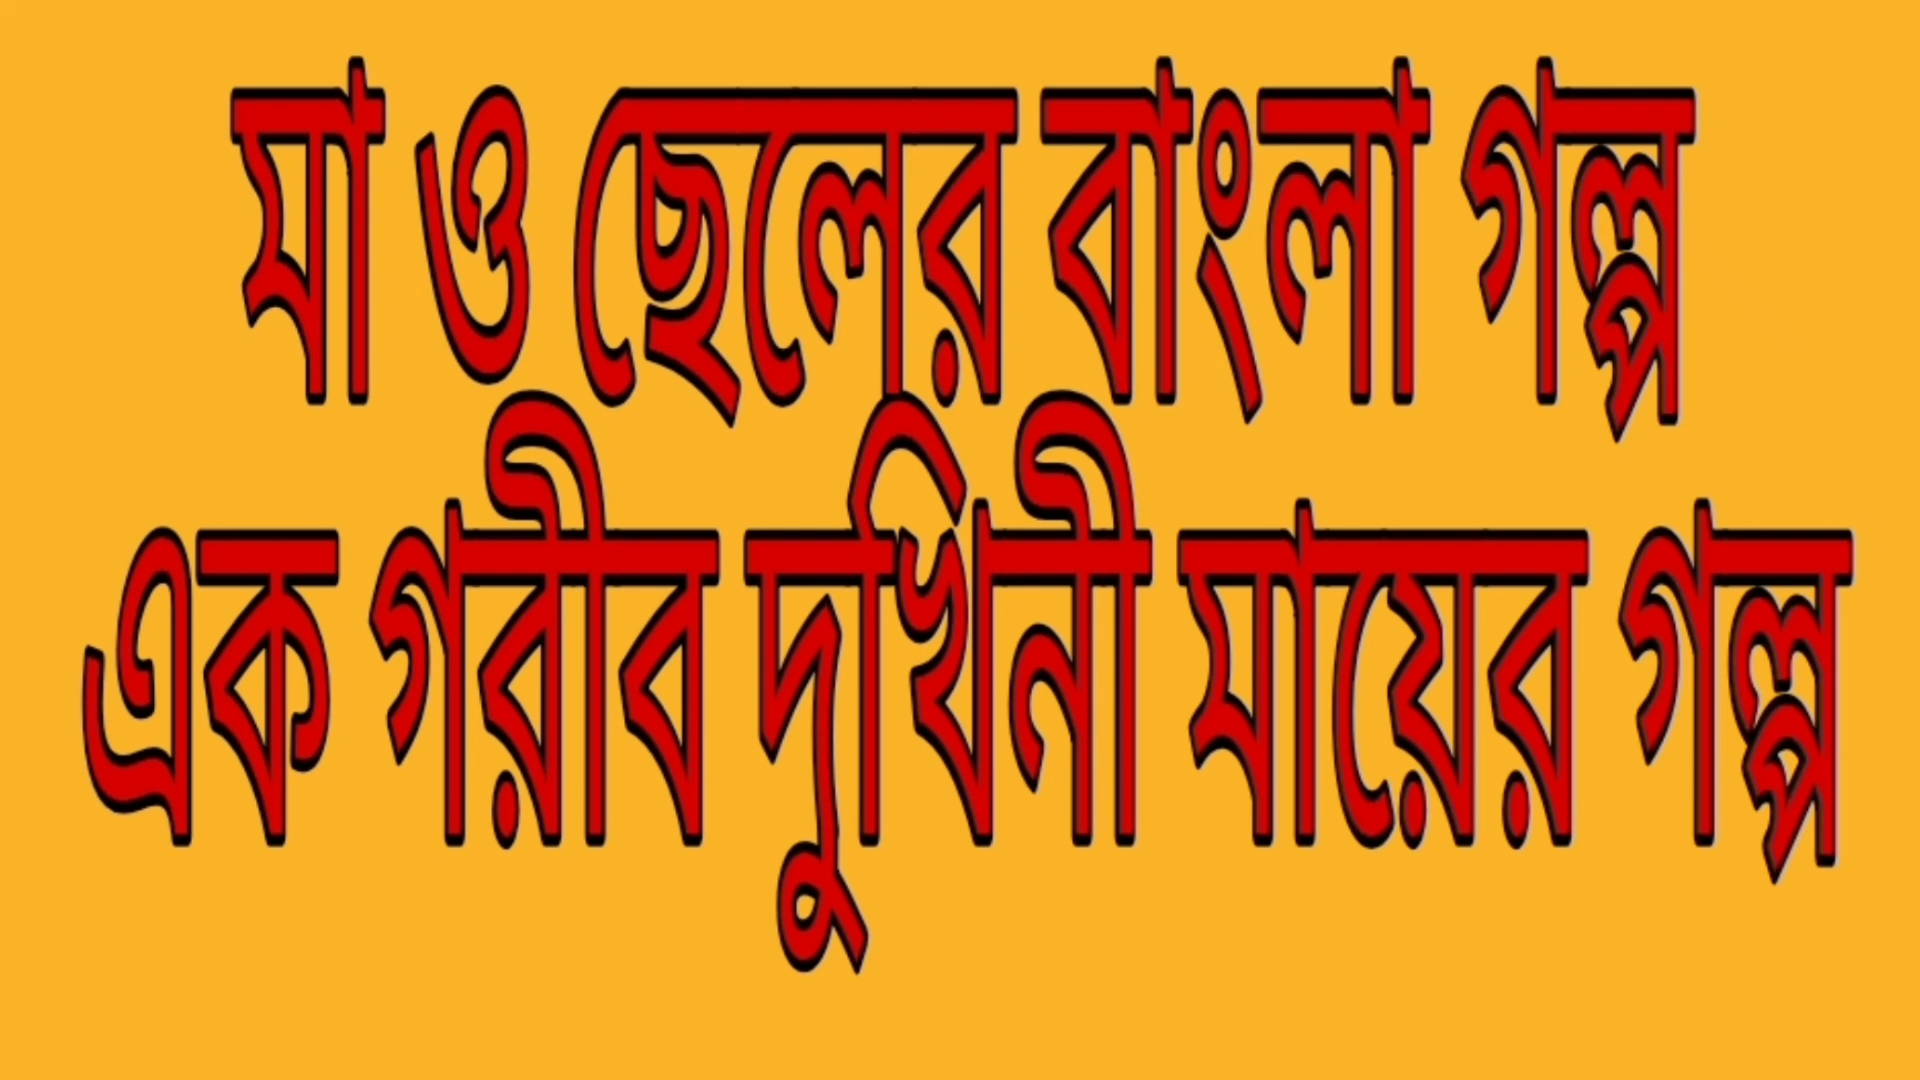 মা ও ছেলের বাংলা গল্প
এক গরীব দুখিনী মায়ের গল্প